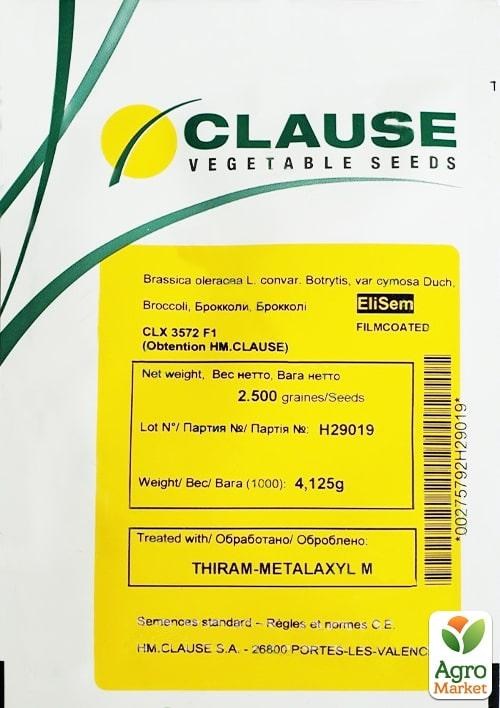 CLAUSE
VEGETABLE SEEDS
Brassica oleracea L. convar. Botrytis, var cymosa Duch,
Broccoli, Брокколи, Брокколі
EliSem
FILMCOATED
CLX 3572 F1
(Obtention HM.CLAUSE)
Net weight, Вес нетто, Вага нетто
2.500 graines/Seeds
Lot N°/ Партия №/ Партія №: H29019
Weight/ Вес/ Вага (1000): 4,125g
*00275792H29019*
Treated with/ Обработано/ Оброблено:
THIRAM-METALAXYL M
Semences standard – Règles et normes C.E.
HM.CLAUSE S.A. - 26800 PORTES-LES-VALENC
Agro
Market